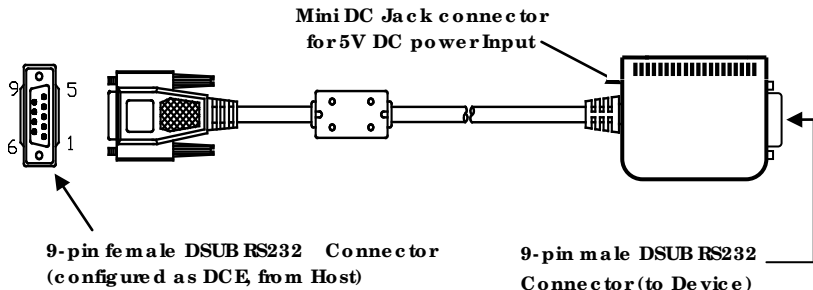 Mini DC Jack connector
for 5V DC power Input
9 5
6 1
9-pin female DSUB RS232 Connector
(configured as DCE, from Host)
9-pin male DSUB RS232
Connector (to Device)